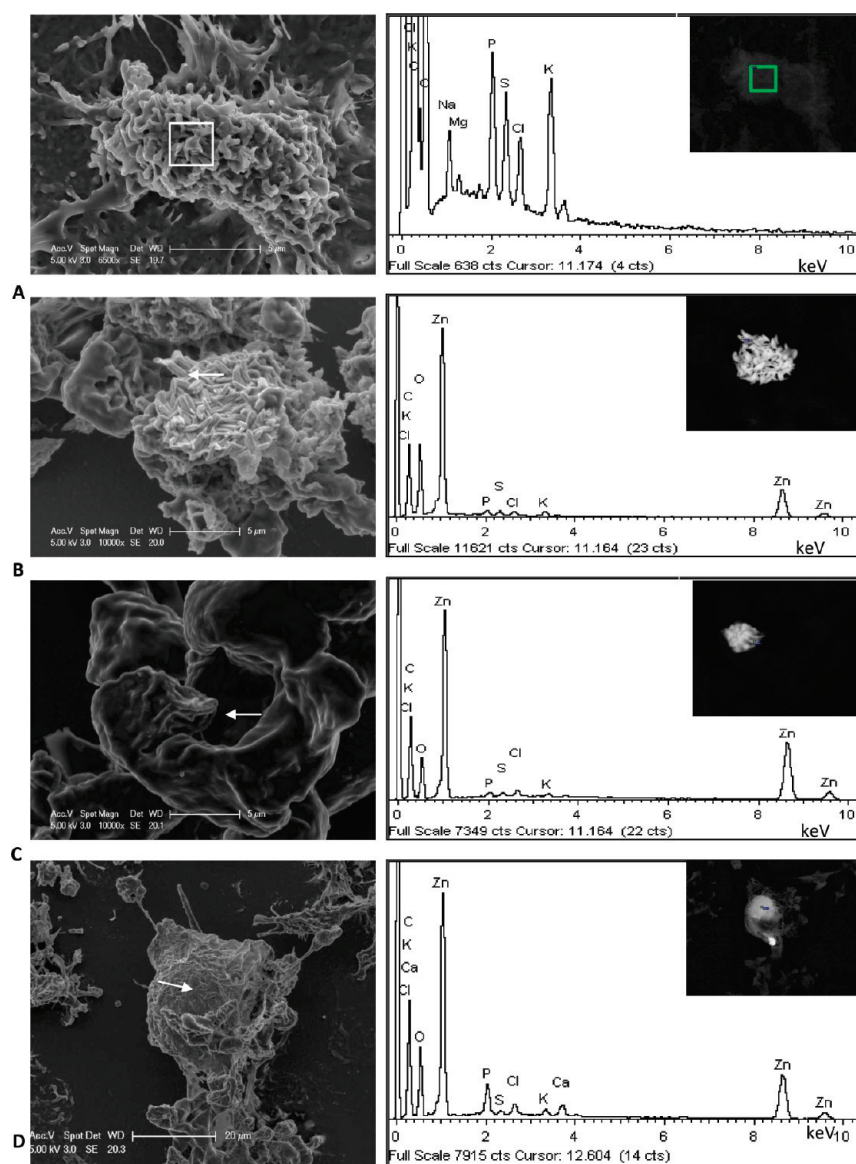 Cl
K
C
O
Na
Mg
P
S
Cl
K
Acc.V Spot Magn Det WD
5.00 kV 3.0 6500x SE 19.7
5 µm
0 2 4 6 8 10
Full Scale 638 cts Cursor: 11.174 (4 cts)
keV
A
Zn
O
C
K
Cl
P
S
Cl
K
Zn
Zn
Acc.V Spot Magn Det WD
5.00 kV 3.0 10000x SE 20.0
5 µm
0 2 4 6 8 10
Full Scale 11621 cts Cursor: 11.164 (23 cts)
keV
B
Zn
C
K
Cl
O
P
S
Cl
K
Zn
Zn
Acc.V Spot Magn Det WD
5.00 kV 3.0 10000x SE 20.1
5 µm
0 2 4 6 8 10
Full Scale 7349 cts Cursor: 11.164 (22 cts)
keV
C
Zn
C
K
Ca
Cl
O
P
S
Cl
K
Ca
Zn
Zn
Acc.V Spot Det WD
5.00 kV 3.0 SE 20.3
20 µm
0 2 4 6 8 10
Full Scale 7915 cts Cursor: 12.604 (14 cts)
keV
D